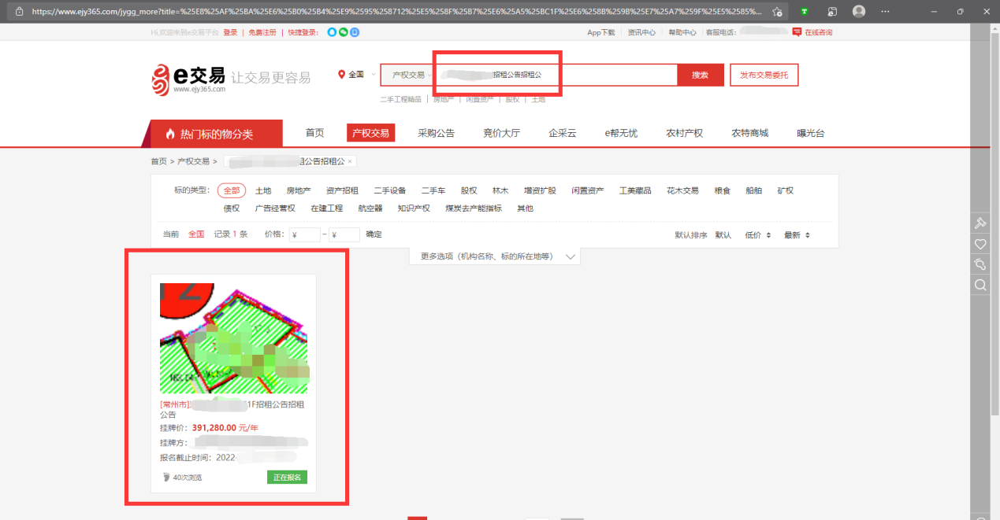 https://www.ejy365.com/jygg_more?title=%25E8%25AF%25BA%25E6%25B0%25B4%25E9%2595%258712%25E5%258F%25B7%25E6%25A5%25BC1F%25E6%258B%259B%25E7%25A7%259F%25E5%2585%...
Hi,欢迎来到e交易平台 登录 | 免费注册 | 快捷登录: App下载 资讯中心 帮助中心 客服电话: 在线咨询
e交易 让交易更容易 全国 产权交易 招租公告招租公 搜索 发布交易委托
www.ejy365.com
二手工程精品 | 房地产 | 闲置资产 | 股权 | 土地
热门标的物分类 首页 产权交易 采购公告 竞价大厅 企采云 e帮无忧 农村产权 农特商城 曝光台
首页 > 产权交易 > 公告招租公 ×
标的类型: 全部 土地 房地产 资产招租 二手设备 二手车 股权 林木 增资扩股 闲置资产 工美藏品 花木交易 粮食 船舶 矿权
债权 广告经营权 在建工程 航空器 知识产权 煤炭去产能指标 其他
当前 全国 记录 1 条 价格: ¥ - ¥ 确定 默认排序 默认 低价 最新
更多选项（机构名称、标的所在地等）
12
[常州市] 1F招租公告招租
公告
挂牌价: 391,280.00 元/年
挂牌方:
报名截止时间: 2022-
40次浏览 正在报名